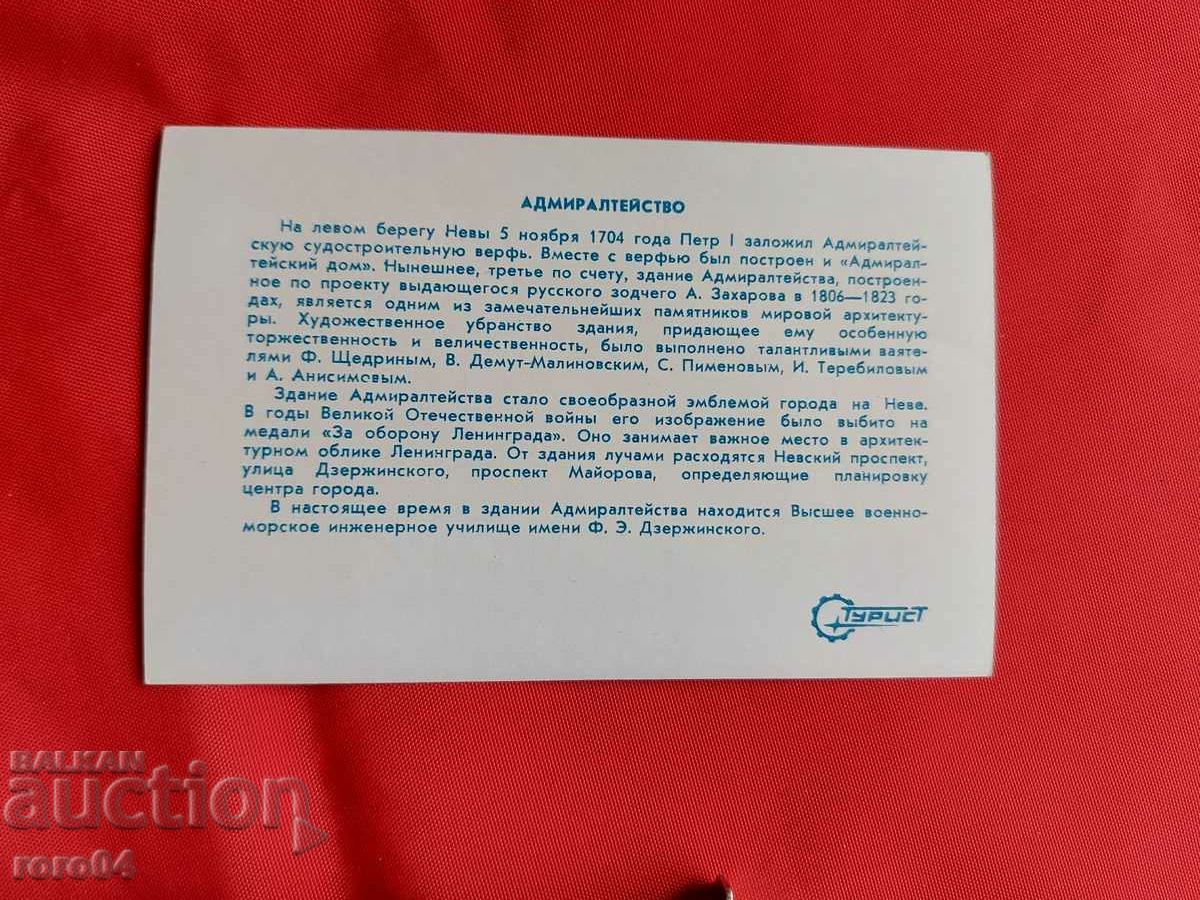 АДМИРАЛТЕЙСТВО
На левом берегу Невы 5 ноября 1704 года Петр I заложил Адмиралтей-
скую судостроительную верфь. Вместе с верфью был построен и «Адмирал-
тейский дом». Нынешнее, третье по счету, здание Адмиралтейства, построен-
ное по проекту выдающегося русского зодчего А. Захарова в 1806—1823 го-
дах, является одним из замечательнейших памятников мировой архитекту-
ры. Художественное убранство здания, придающее ему особенную
торжественность и величественность, было выполнено талантливыми ваяте-
лями Ф. Щедриным, В. Демут-Малиновским, С. Пименовым, И. Теребиловым
и А. Анисимовым.
Здание Адмиралтейства стало своеобразной эмблемой города на Неве.
В годы Великой Отечественной войны его изображение было выбито на
медали «За оборону Ленинграда». Оно занимает важное место в архитек-
турном облике Ленинграда. От здания лучами расходятся Невский проспект,
улица Дзержинского, проспект Майорова, определяющие планировку
центра города.
В настоящее время в здании Адмиралтейства находится Высшее военно-
морское инженерное училище имени Ф. Э. Дзержинского.
ТУРИСТ
BALKAN
auction
roro04